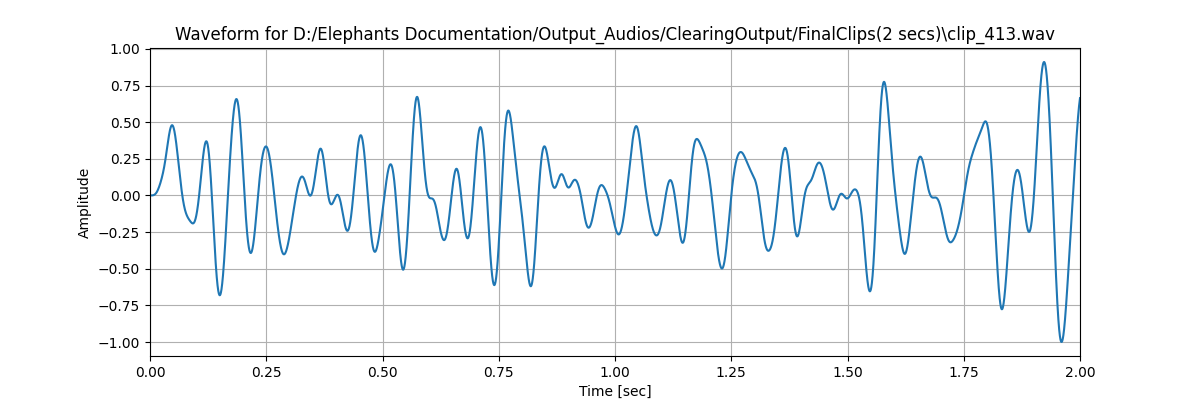 Waveform for D:/Elephants Documentation/Output_Audios/ClearingOutput/FinalClips(2 secs)\clip_413.wav
1.00
0.75
0.50
0.25
0.00
−0.25
−0.50
−0.75
−1.00
Amplitude
0.00 0.25 0.50 0.75 1.00 1.25 1.50 1.75 2.00
Time [sec]